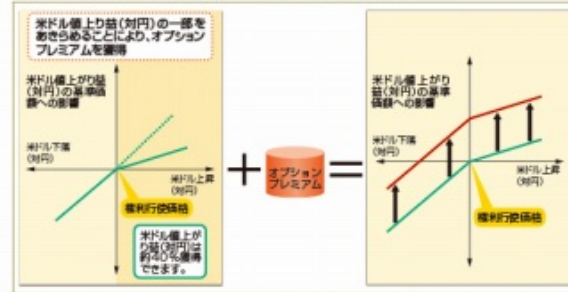 米ドル値上り益(対円)の一部を
あきらめることにより、オプション
プレミアムを獲得
米ドル値上がり益
(対円)の基準価
額への影響
米ドル下落
(対円)
米ドル上昇
(対円)
権利行使価格
米ドル値上が
り益(対円)は
約40%獲得
できます。
オプション
プレミアム
米ドル値上がり
益(対円)の基準
価額への影響
米ドル下落
(対円)
米ドル上昇
(対円)
権利行使価格